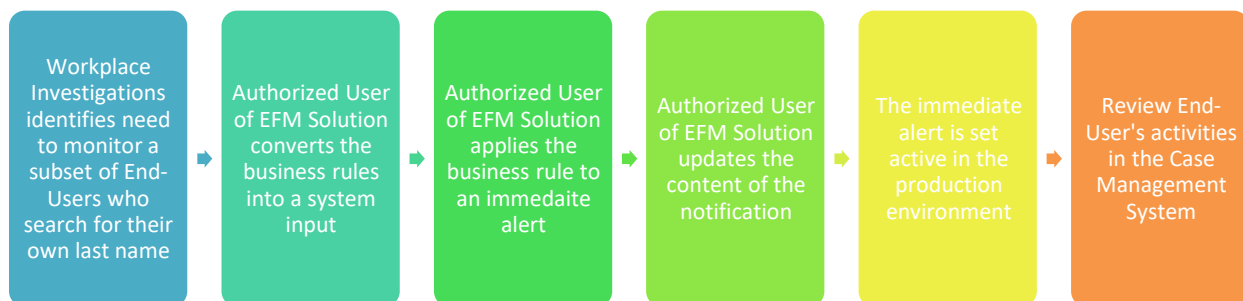 Workplace
Investigations
identifies need
to monitor a
subset of End-
Users who
search for their
own last name
Authorized User
of EFM Solution
converts the
business rules
into a system
input
Authorized User
of EFM Solution
applies the
business rule to
an immedaite
alert
Authorized User
of EFM Solution
updates the
content of the
notification
The immediate
alert is set
active in the
production
environment
Review End-
User's activities
in the Case
Management
System